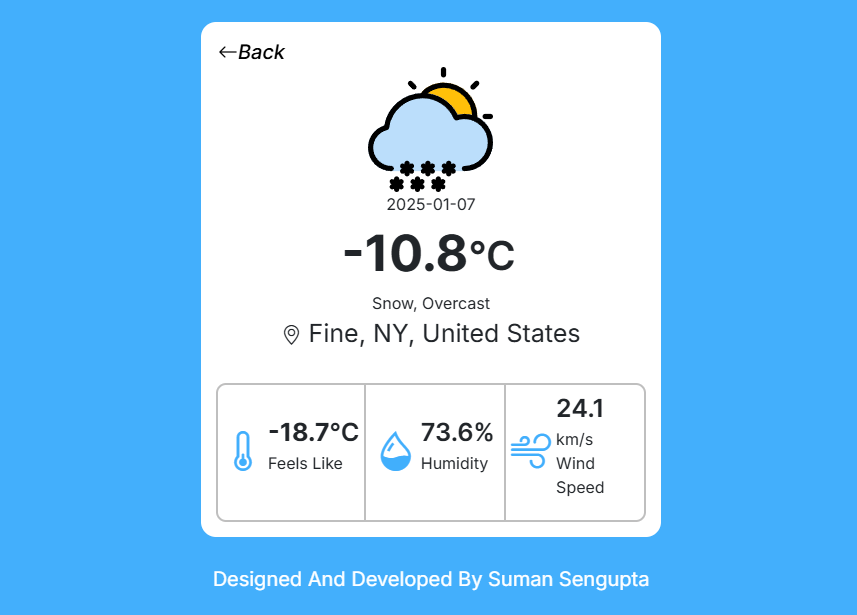 ←Back
2025-01-07
-10.8°C
Snow, Overcast
Fine, NY, United States
-18.7°C
Feels Like
73.6%
Humidity
24.1
km/s
Wind
Speed
Designed And Developed By Suman Sengupta